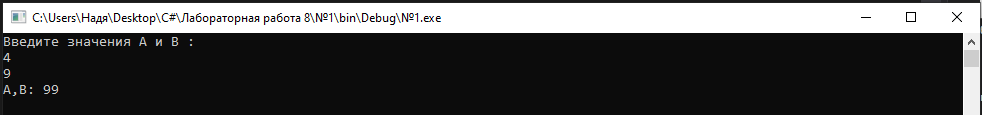 C:\Users\Надя\Desktop\C#\Лабораторная работа 8\№1\bin\Debug\№1.exe
Введите значения A и B :
4
9
A,B: 99